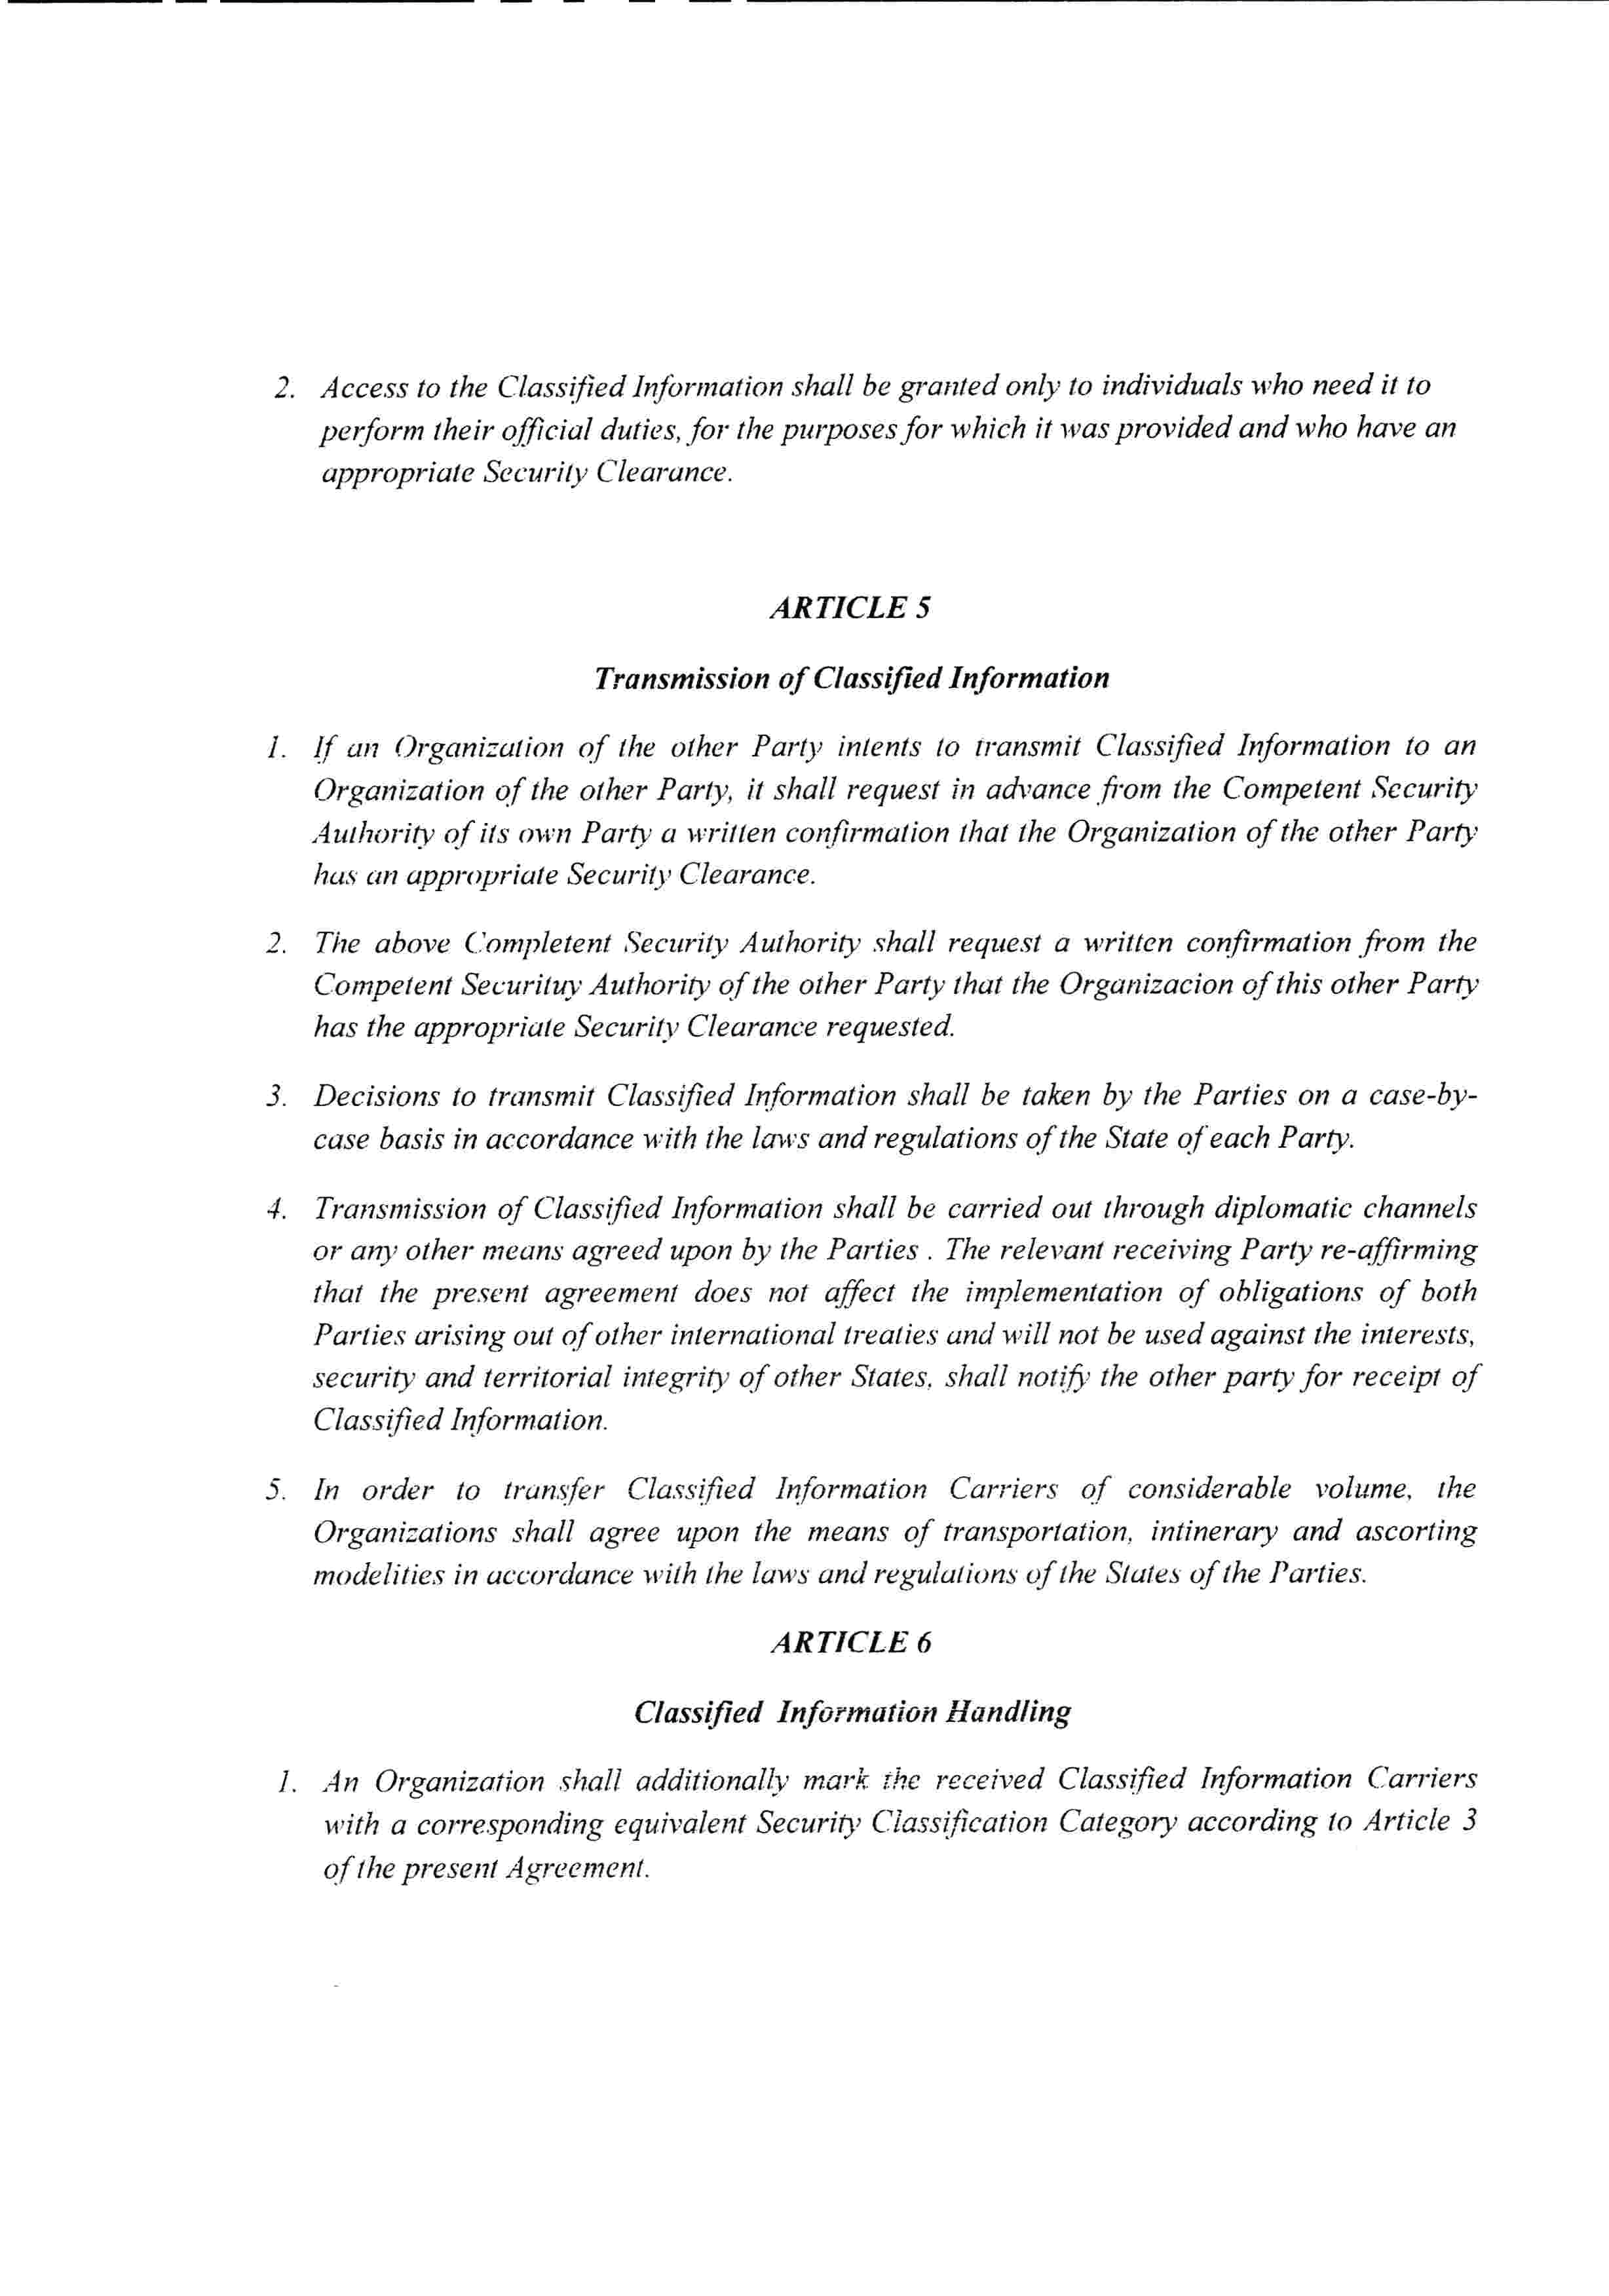 2. Access to the Classified Information shall be granted only to individuals who need it to
perform their official duties, for the purposes for which it was provided and who have an
appropriate Security Clearance.
ARTICLE 5
Transmission of Classified Information
1. If an Organization of the other Party intents to transmit Classified Information to an
Organization of the other Party, it shall request in advance from the Competent Security
Authority of its own Party a written confirmation that the Organization of the other Party
has an appropriate Security Clearance.
2. The above Completent Security Authority shall request a written confirmation from the
Competent Securituy Authority of the other Party that the Organizacion of this other Party
has the appropriate Security Clearance requested.
3. Decisions to transmit Classified Information shall be taken by the Parties on a case-by-
case basis in accordance with the laws and regulations of the State of each Party.
4. Transmission of Classified Information shall be carried out through diplomatic channels
or any other means agreed upon by the Parties . The relevant receiving Party re-affirming
that the present agreement does not affect the implementation of obligations of both
Parties arising out of other international treaties and will not be used against the interests,
security and territorial integrity of other States, shall notify the other party for receipt of
Classified Information.
5. In order to transfer Classified Information Carriers of considerable volume, the
Organizations shall agree upon the means of transportation, intinerary and ascorting
modelities in accordance with the laws and regulations of the States of the Parties.
ARTICLE 6
Classified Information Handling
1. An Organization shall additionally mark the received Classified Information Carriers
with a corresponding equivalent Security Classification Category according to Article 3
of the present Agreement.